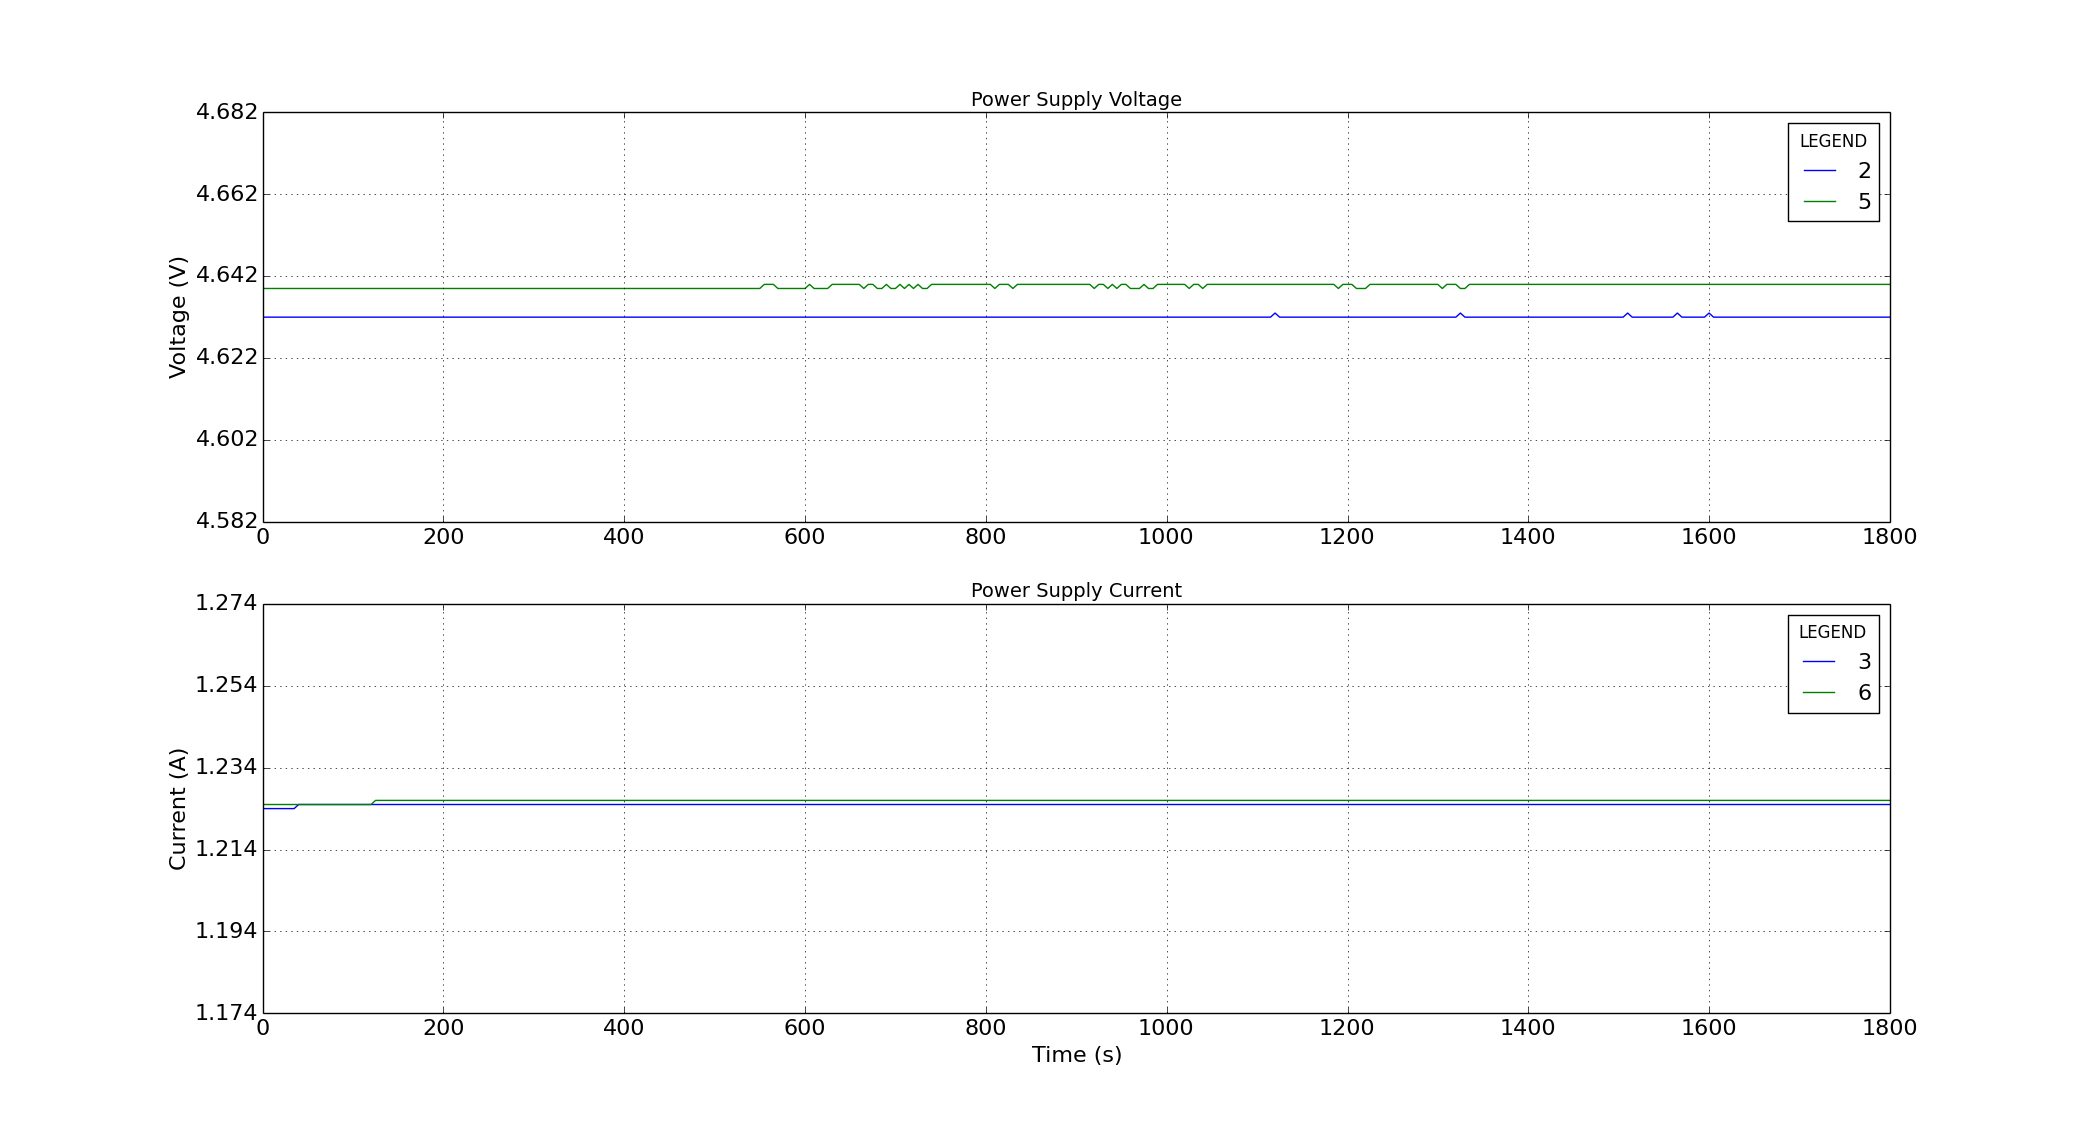 Power Supply Voltage
4.682
4.662
4.642
4.622
4.602
4.582
Voltage (V)
LEGEND
2
5
0 200 400 600 800 1000 1200 1400 1600 1800
Power Supply Current
1.274
1.254
1.234
1.214
1.194
1.174
Current (A)
LEGEND
3
6
0 200 400 600 800 1000 1200 1400 1600 1800
Time (s)